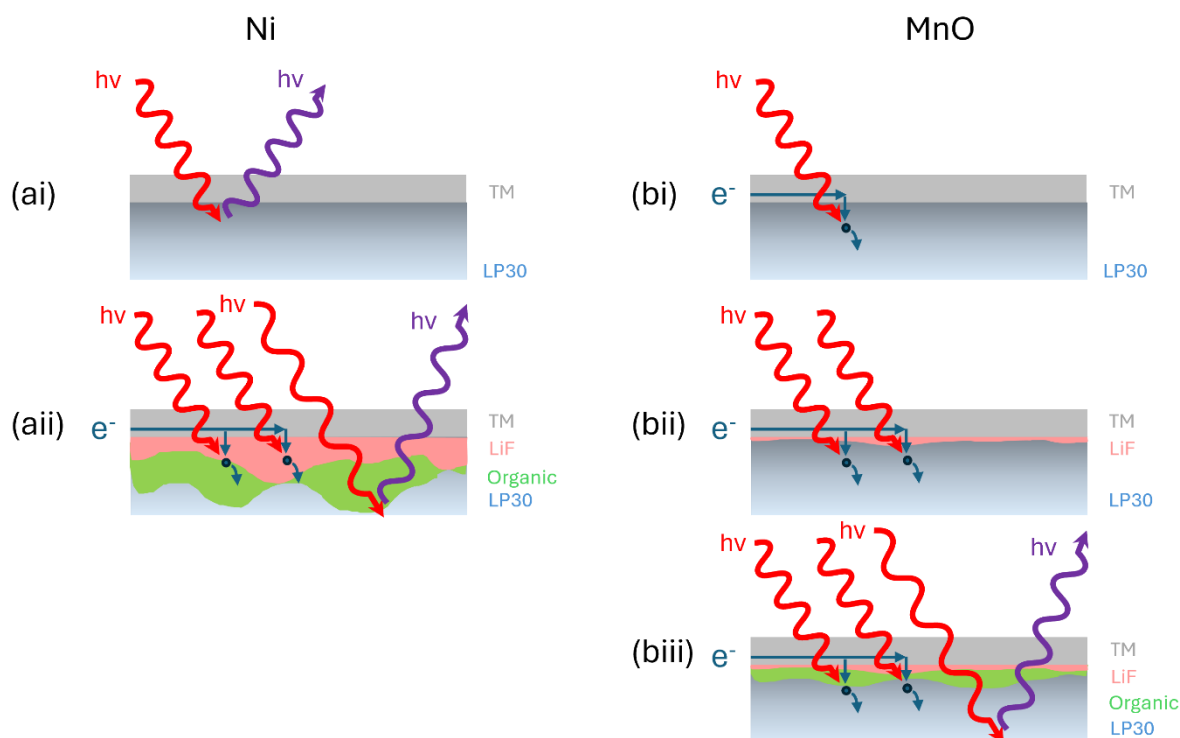 Ni
MnO
hv
hv
(ai)
TM
LP30
hv
(bi)
e-
TM
LP30
hv
hv
hv
(aii)
e-
TM
LiF
Organic
LP30
hv
(bii)
e-
TM
LiF
LP30
hv
hv
hv
(biii)
e-
TM
LiF
Organic
LP30